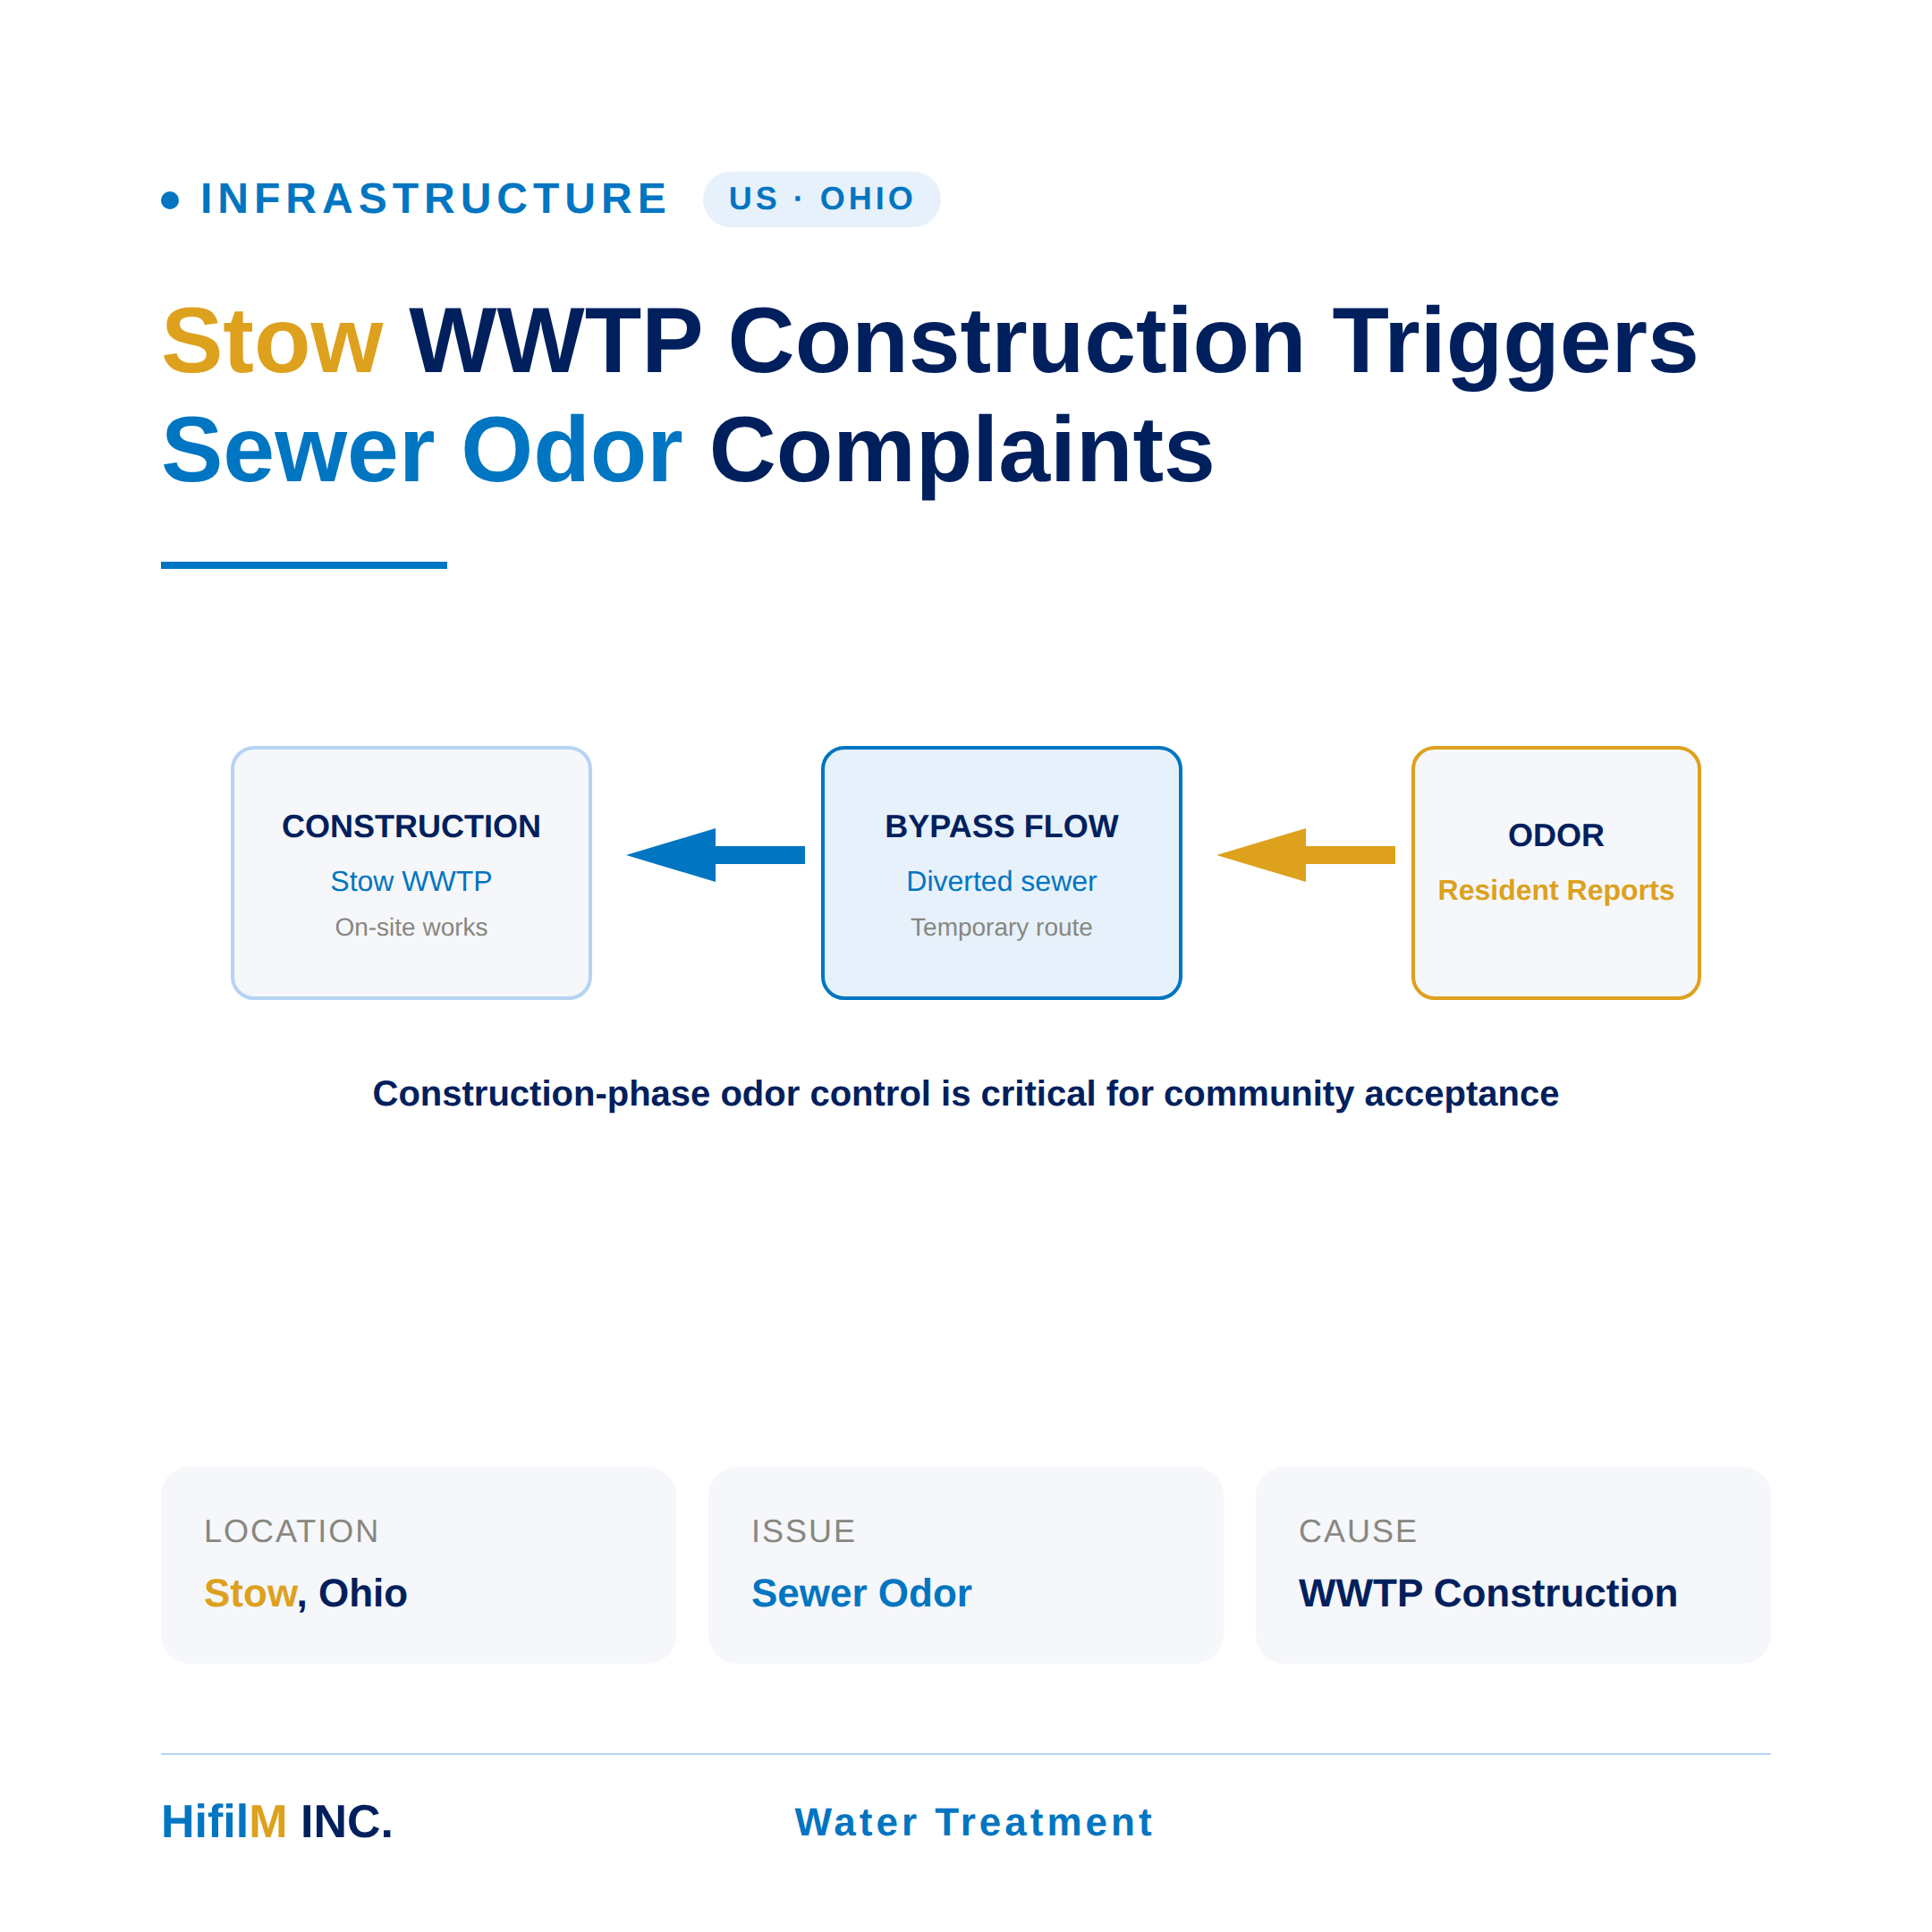 INFRASTRUCTURE
US · OHIO
Stow WWTP Construction Triggers
Sewer Odor Complaints
CONSTRUCTION
Stow WWTP
On-site works
BYPASS FLOW
Diverted sewer
Temporary route
ODOR
Resident Reports
Construction-phase odor control is critical for community acceptance
LOCATION
Stow, Ohio
ISSUE
Sewer Odor
CAUSE
WWTP Construction
HifilM INC.
Water Treatment